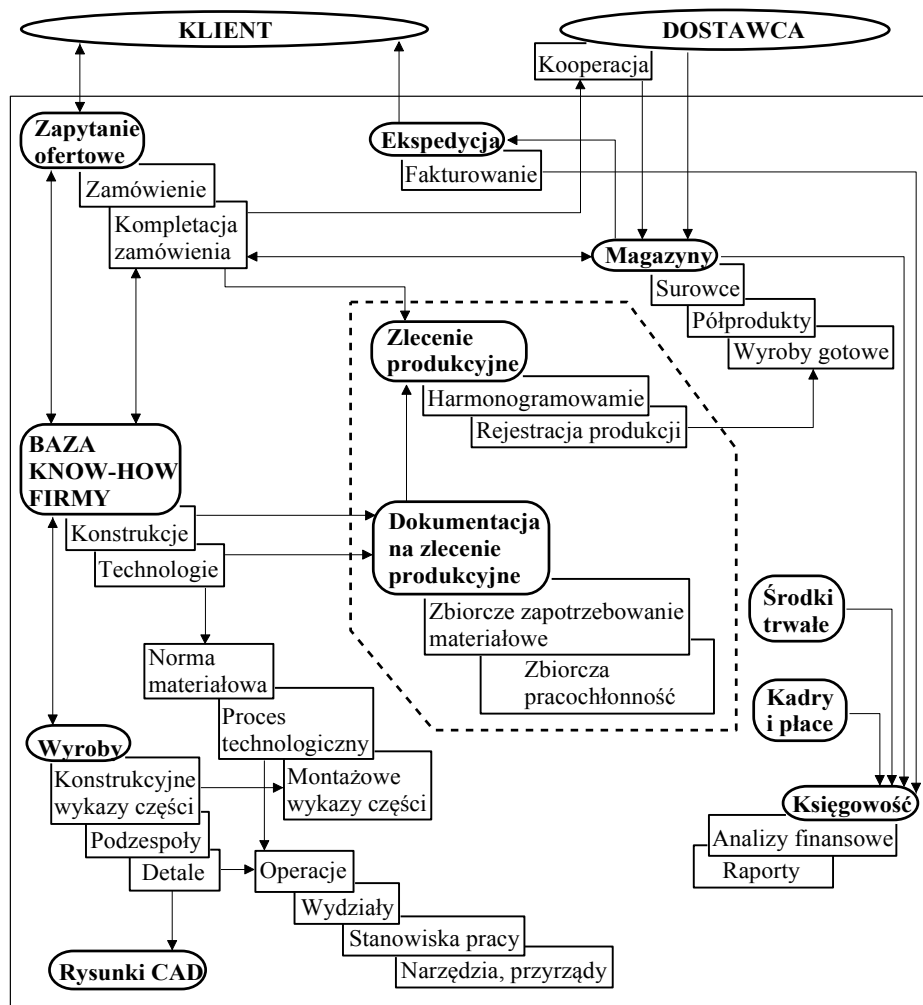 KLIENT
DOSTAWCA
Kooperacja
Zapytanie
ofertowe
Ekspedycja
Fakturowanie
Zamówienie
Kompletacja
zamówienia
Magazyny
Surowce
Półprodukty
Wyroby gotowe
Zlecenie
produkcyjne
Harmonogramowamie
Rejestracja produkcji
BAZA
KNOW-HOW
FIRMY
Konstrukcje
Technologie
Dokumentacja
na zlecenie
produkcyjne
Zbiorcze zapotrzebowanie
materiałowe
Zbiorcza
pracochłonność
Środki
trwałe
Kadry
i płace
Norma
materiałowa
Proces
technologiczny
Montażowe
wykazy części
Wyroby
Konstrukcyjne
wykazy części
Podzespoły
Detale
Operacje
Wydziały
Stanowiska pracy
Narzędzia, przyrządy
Rysunki CAD
Księgowość
Analizy finansowe
Raporty